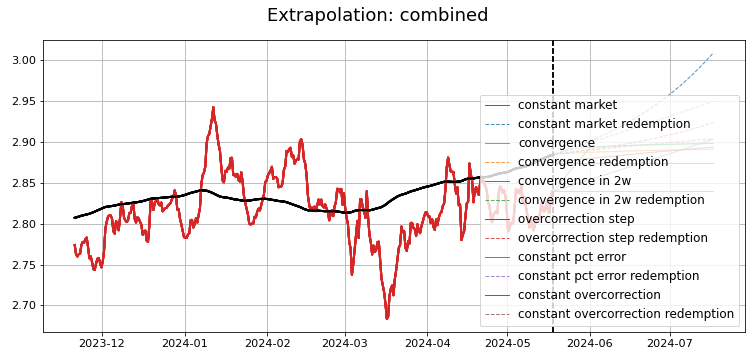 Extrapolation: combined
3.00
2.95
2.90
2.85
2.80
2.75
2.70
constant market
constant market redemption
convergence
convergence redemption
convergence in 2w
convergence in 2w redemption
overcorrection step
overcorrection step redemption
constant pct error
constant pct error redemption
constant overcorrection
constant overcorrection redemption
2023-12 2024-01 2024-02 2024-03 2024-04 2024-05 2024-06 2024-07